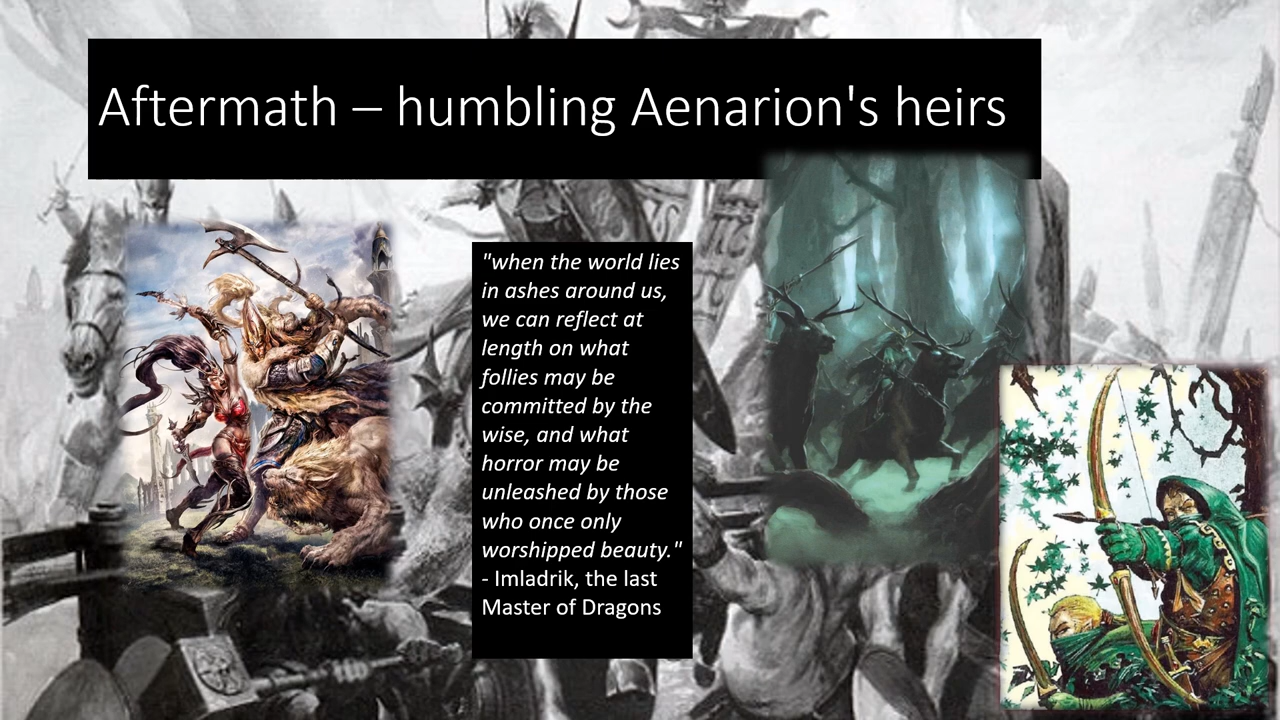 Aftermath – humbling Aenarion's heirs
"when the world lies
in ashes around us,
we can reflect at
length on what
follies may be
committed by the
wise, and what
horror may be
unleashed by those
who once only
worshipped beauty."
- Imladrik, the last
Master of Dragons